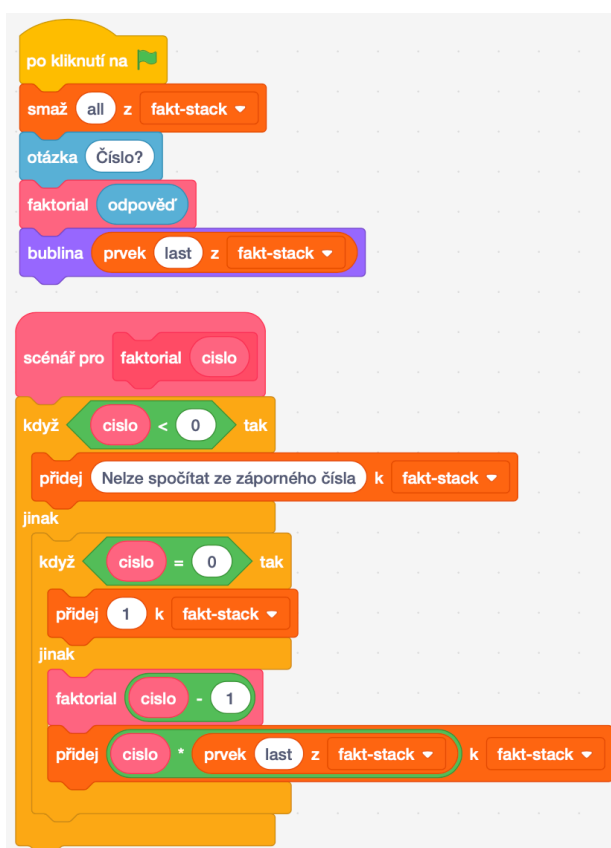 po kliknutí na
smaž all z fakt-stack
otázka Číslo?
faktorial odpověď
bublina prvek last z fakt-stack
scénář pro faktorial cislo
když cislo < 0 tak
přidej Nelze spočítat ze záporného čísla k fakt-stack
jinak
když cislo = 0 tak
přidej 1 k fakt-stack
jinak
faktorial cislo - 1
přidej cislo * prvek last z fakt-stack k fakt-stack